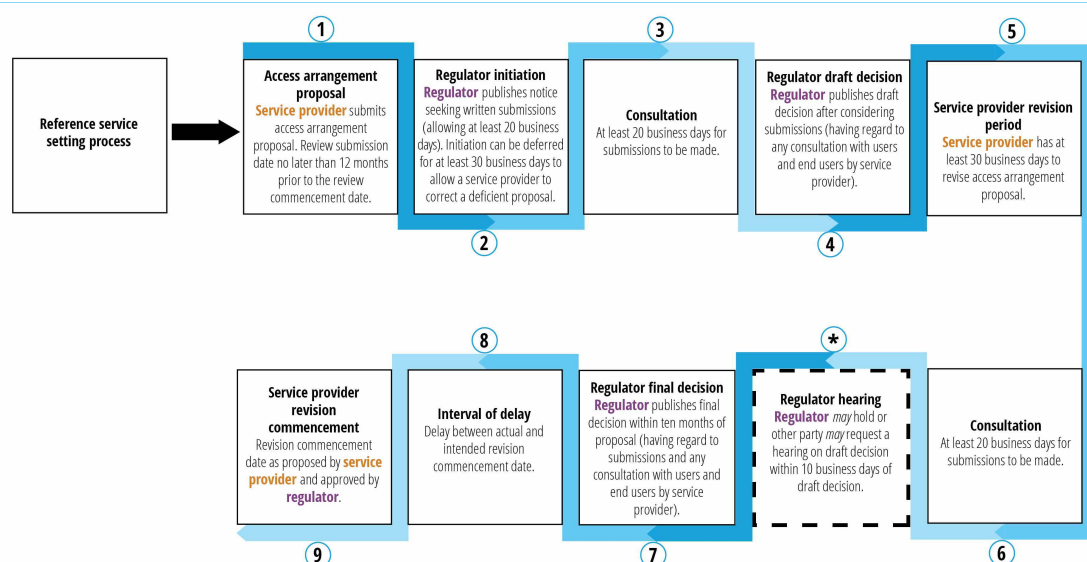 1
3
5
Reference service
setting process
Access arrangement
proposal
Service provider submits
access arrangement
proposal. Review submission
date no later than 12 months
prior to the review
commencement date.
Regulator initiation
Regulator publishes notice
seeking written submissions
(allowing at least 20 business
days). Initiation can be deferred
for at least 30 business days to
allow a service provider to
correct a deficient proposal.
Consultation
At least 20 business days for
submissions to be made.
Regulator draft decision
Regulator publishes draft
decision after considering
submissions (having regard to
any consultation with users
and end users by service
provider).
Service provider revision
period
Service provider has at
least 30 business days to
revise access arrangement
proposal.
2
4
8
*
Service provider
revision
commencement
Revision commencement
date as proposed by service
provider and approved by
regulator.
Interval of delay
Delay between actual and
intended revision
commencement date.
Regulator final decision
Regulator publishes final
decision within ten months of
proposal (having regard to
submissions and any
consultation with users and
end users by service
provider).
Regulator hearing
Regulator may hold or
other party may request a
hearing on draft decision
within 10 business days of
draft decision.
Consultation
At least 20 business days for
submissions to be made.
9
7
6